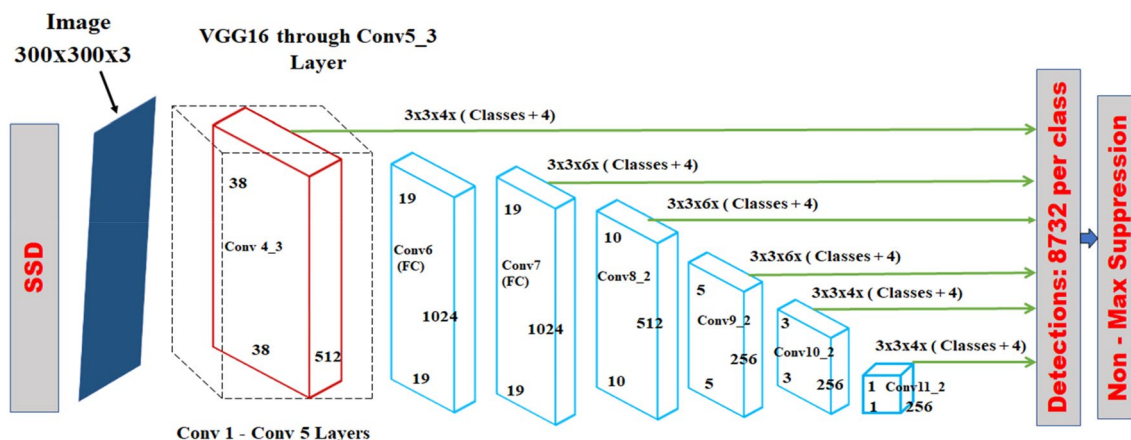 Image
300x300x3
VGG16 through Conv5_3
Layer
SSD
38
Conv 4_3
38
512
Conv 1 - Conv 5 Layers
3x3x4x ( Classes + 4)
19
Conv6
(FC)
1024
19
3x3x6x ( Classes + 4)
19
Conv7
(FC)
1024
19
3x3x6x ( Classes + 4)
10
Conv8_2
512
10
3x3x6x ( Classes + 4)
5
Conv9_2
256
5
3x3x4x ( Classes + 4)
3
Conv10_2
3
256
3x3x4x ( Classes + 4)
1
Conv11_2
1
256
Detections: 8732 per class
Non - Max Suppression